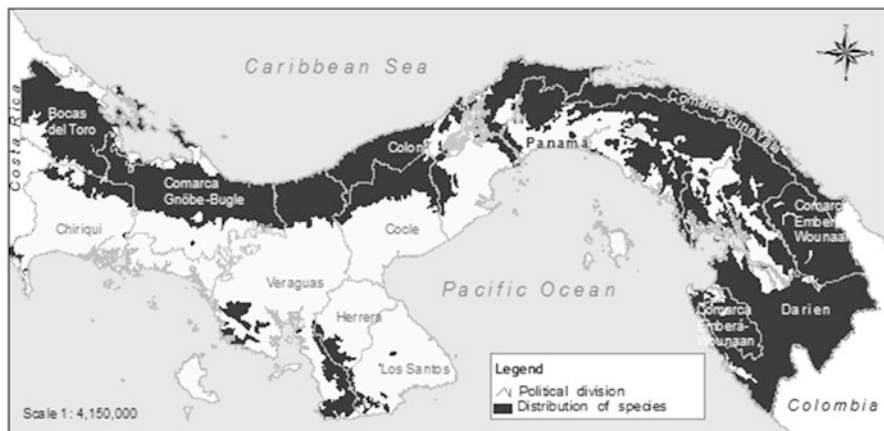 Caribbean Sea
Costa Rica
Bocas
del Toro
Comarca
Gnöbe-Bugle
Chiriqui
Colon
Cocle
Veraguas
Herrera
Los Santos
Panama
Comarca Kuna Yala
Comarca
Emberá
Wounaan
Darien
Comarca
Emberá-
Wounaan
Pacific Ocean
Colombia
Legend
Political division
Distribution of species
Scale 1: 4,150,000